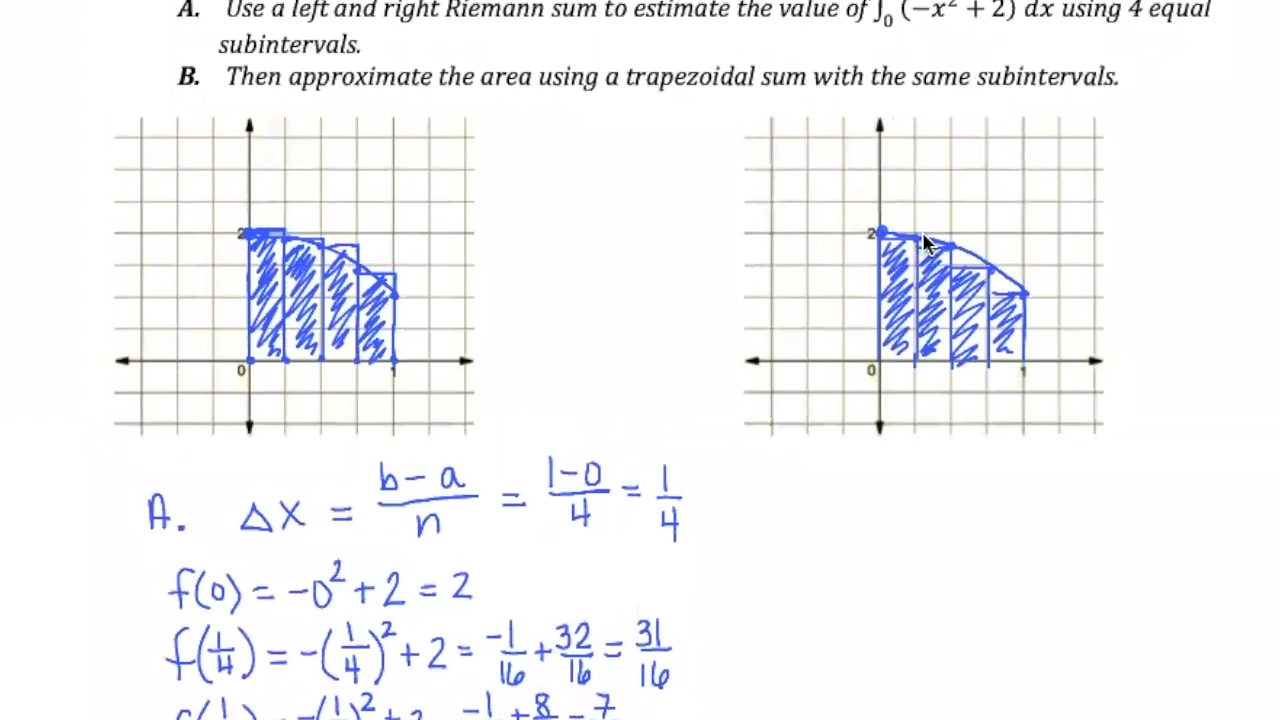 A. Use a left and right Riemann sum to estimate the value of ∫₀ (−x² + 2) dx using 4 equal
subintervals.
B. Then approximate the area using a trapezoidal sum with the same subintervals.
2 2
0 1 0 1
A. Δx = (b−a)/n = (1−0)/4 = 1/4
f(0) = −0² + 2 = 2
f(1/4) = −(1/4)² + 2 = −1/16 + 32/16 = 31/16